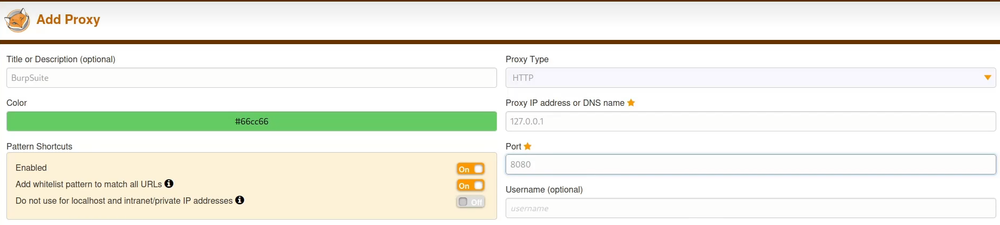 Add Proxy
Title or Description (optional)
BurpSuite
Color
#66cc66
Pattern Shortcuts
Enabled
On
Add whitelist pattern to match all URLs
On
Do not use for localhost and intranet/private IP addresses
Off
Proxy Type
HTTP
Proxy IP address or DNS name
127.0.0.1
Port
8080
Username (optional)
username